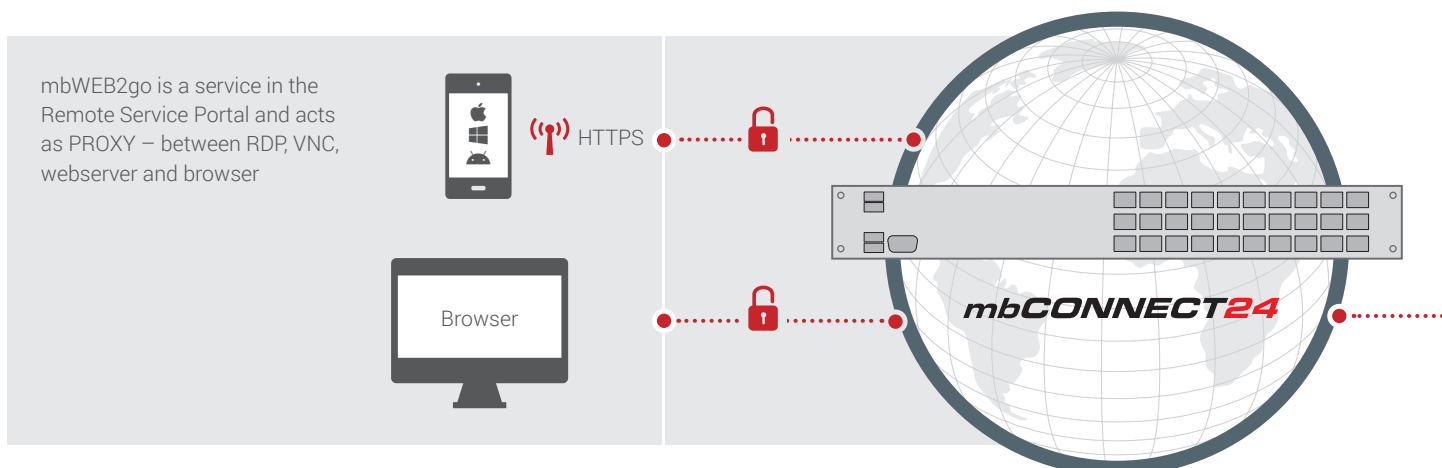 mbWEB2go is a service in the
Remote Service Portal and acts
as PROXY – between RDP, VNC,
webserver and browser
HTTPS
Browser
mbCONNECT24